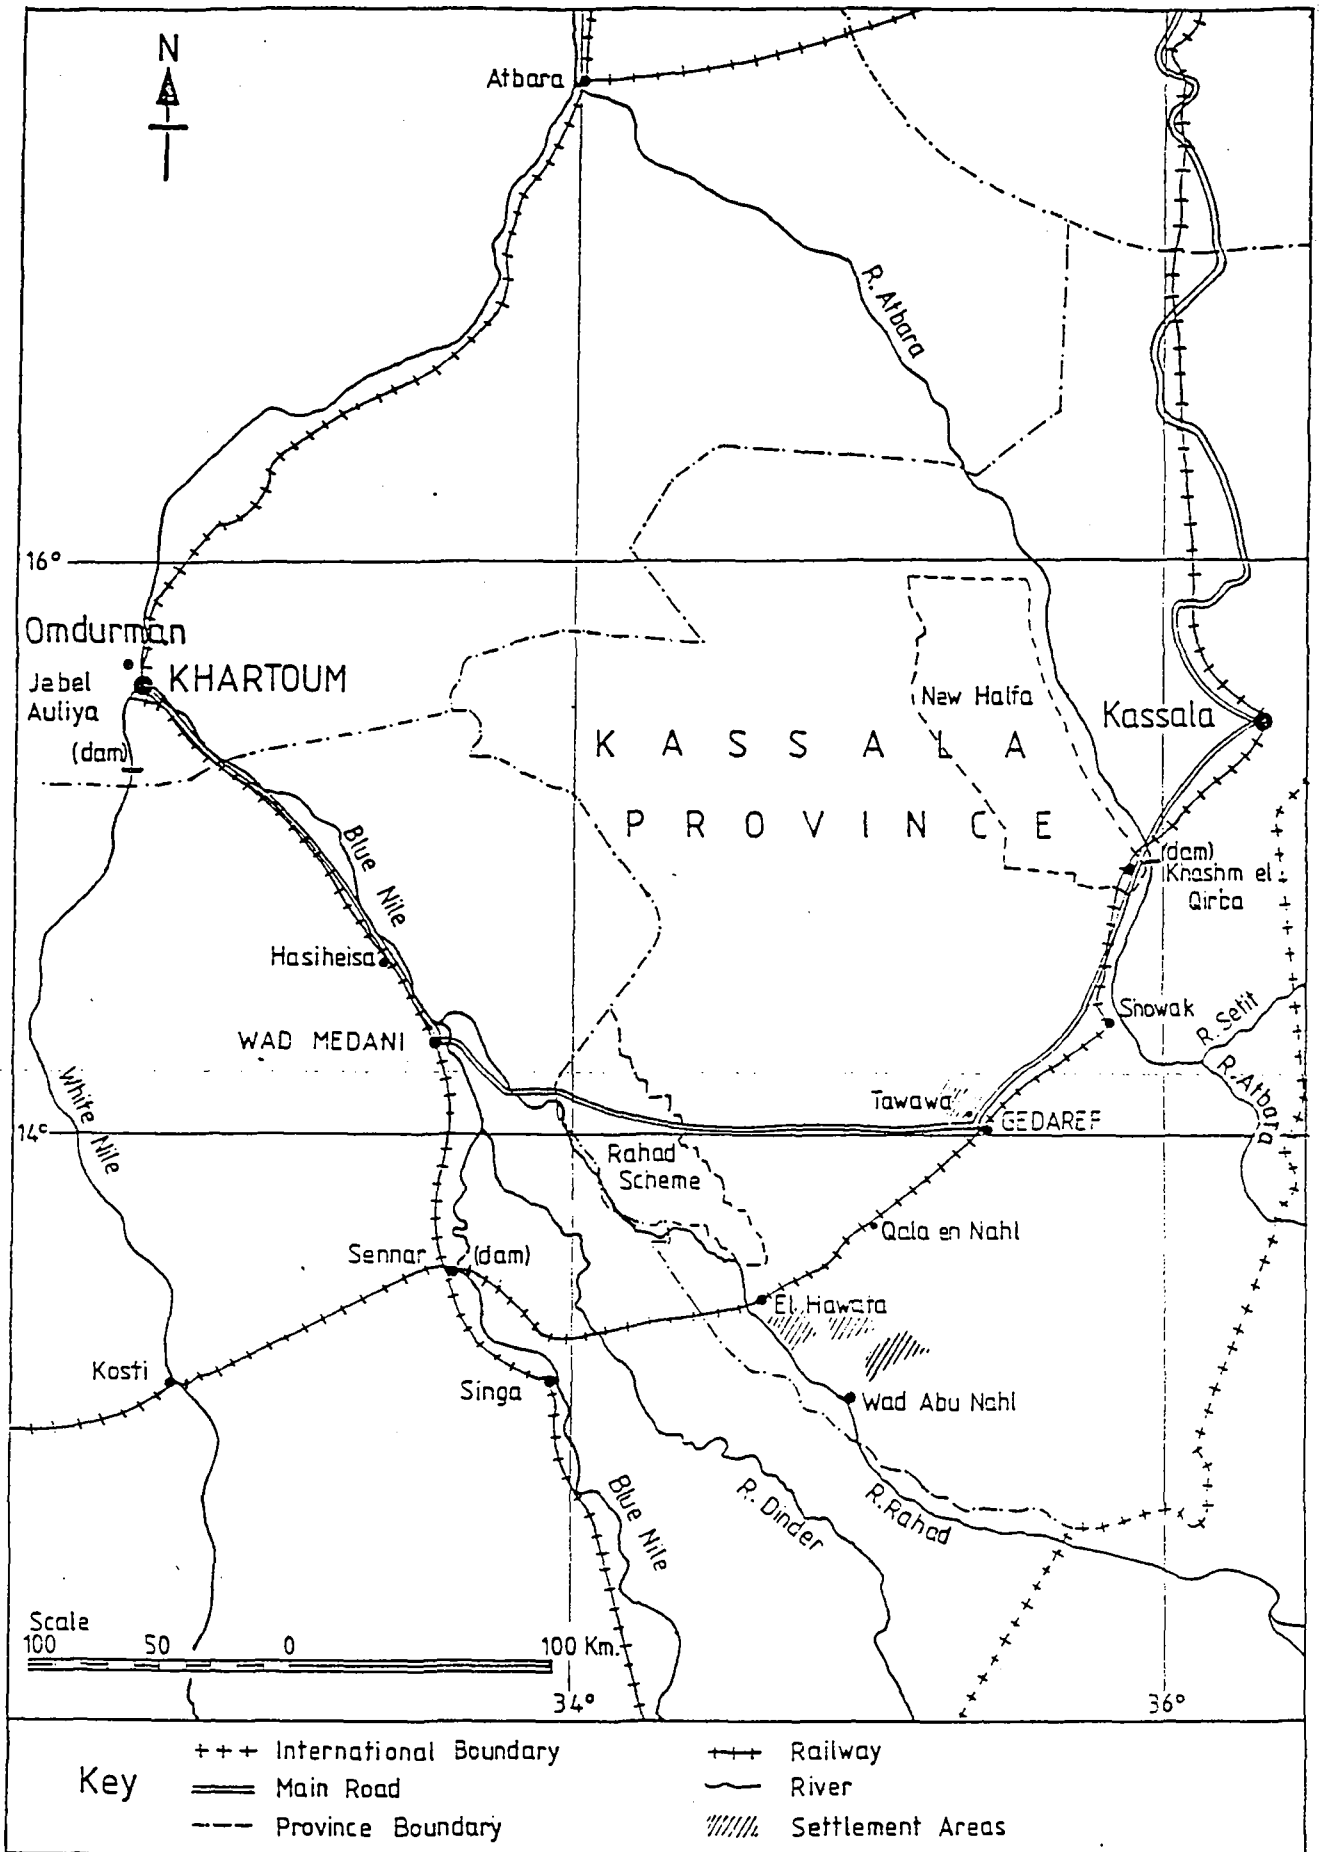 N
Atbara
R. Atbara
16°
Omdurman
KHARTOUM
Jebel
Auliya
(dam)
New Halfa
Kassala
KASSALA
PROVINCE
Blue Nile
(dam)
Khashm el
Qirba
Hasiheisa
Showak
R. Setit
WAD MEDANI
R. Atbara
White Nile
Tawawa
GEDAREF
14°
Rahad
Scheme
Qala en Nahl
Sennar
(dam)
El Hawata
Kosti
Singa
Wad Abu Nahl
Blue Nile
R. Dinder
R. Rahad
Scale
100 50 0 100 Km.
34°
36°
Key
+++ International Boundary
Railway
Main Road
River
Province Boundary
Settlement Areas